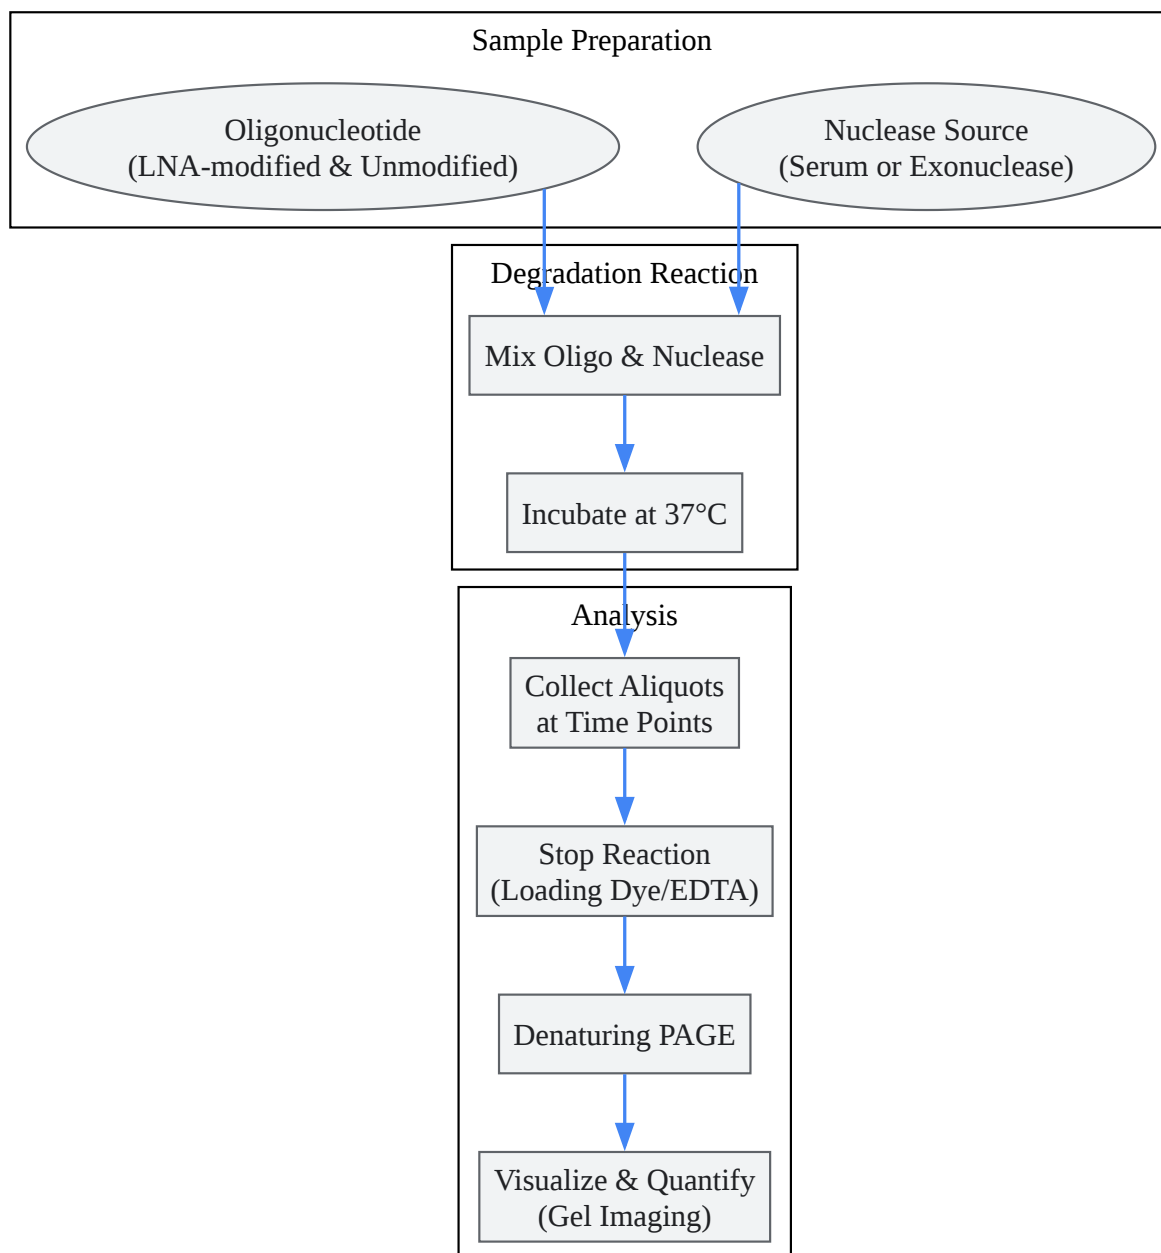 Sample Preparation
Oligonucleotide
(LNA-modified & Unmodified)
Nuclease Source
(Serum or Exonuclease)
Degradation Reaction
Mix Oligo & Nuclease
Incubate at 37°C
Analysis
Collect Aliquots
at Time Points
Stop Reaction
(Loading Dye/EDTA)
Denaturing PAGE
Visualize & Quantify
(Gel Imaging)